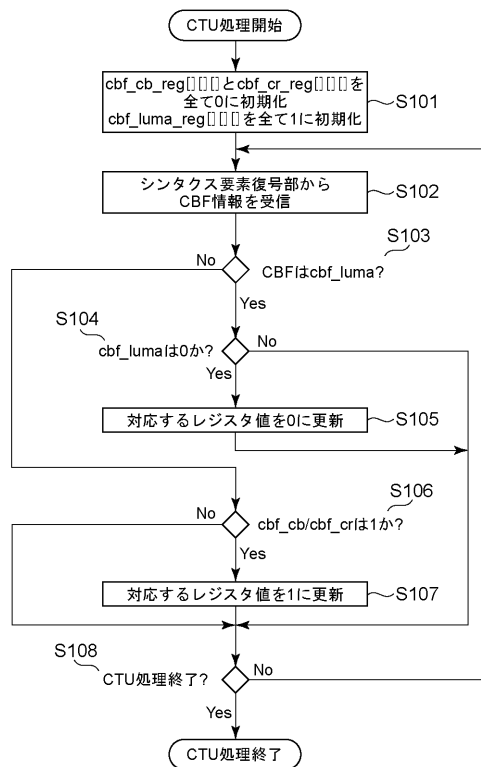 CTU処理開始
cbf_cb_reg[][][]とcbf_cr_reg[][][]を
全て0に初期化
cbf_luma_reg[][][]を全て1に初期化
S101
シンタクス要素復号部から
CBF情報を受信
S102
S103
No
CBFはcbf_luma?
Yes
S104
cbf_lumaは0か?
No
Yes
対応するレジスタ値を0に更新
S105
S106
No
cbf_cb/cbf_crは1か?
Yes
対応するレジスタ値を1に更新
S107
S108
CTU処理終了?
No
Yes
CTU処理終了